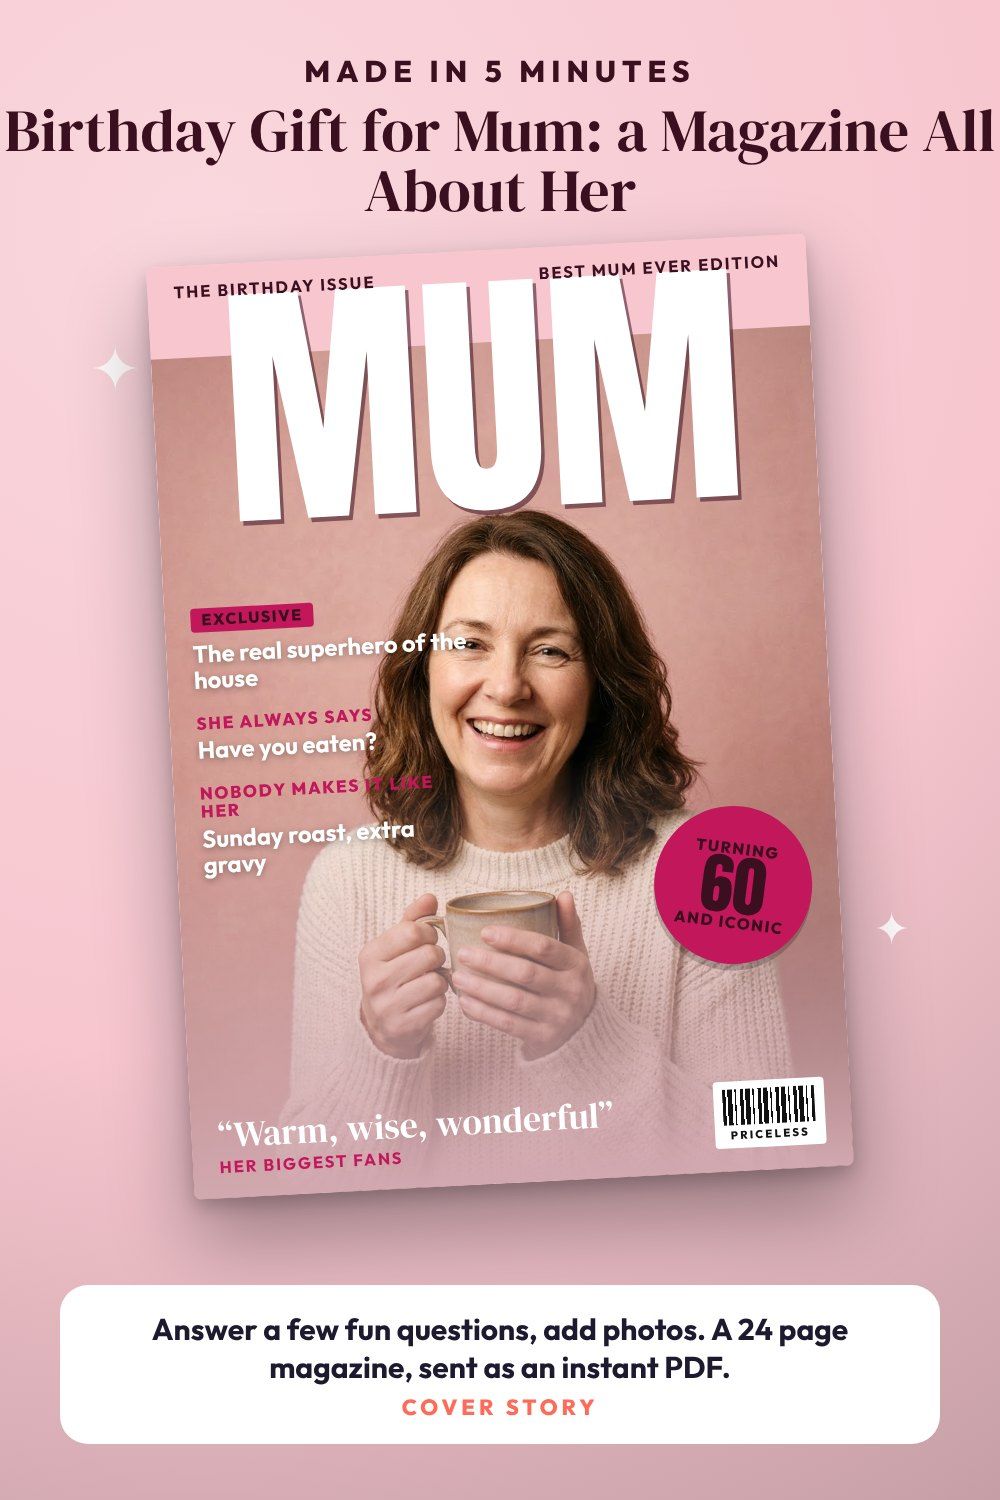 MADE IN 5 MINUTES
Birthday Gift for Mum: a Magazine All
About Her
THE BIRTHDAY ISSUE
BEST MUM EVER EDITION
MUM
EXCLUSIVE
The real superhero of the
house
SHE ALWAYS SAYS
Have you eaten?
NOBODY MAKES IT LIKE
HER
Sunday roast, extra
gravy
TURNING
60
AND ICONIC
“Warm, wise, wonderful”
HER BIGGEST FANS
PRICELESS
Answer a few fun questions, add photos. A 24 page
magazine, sent as an instant PDF.
COVER STORY